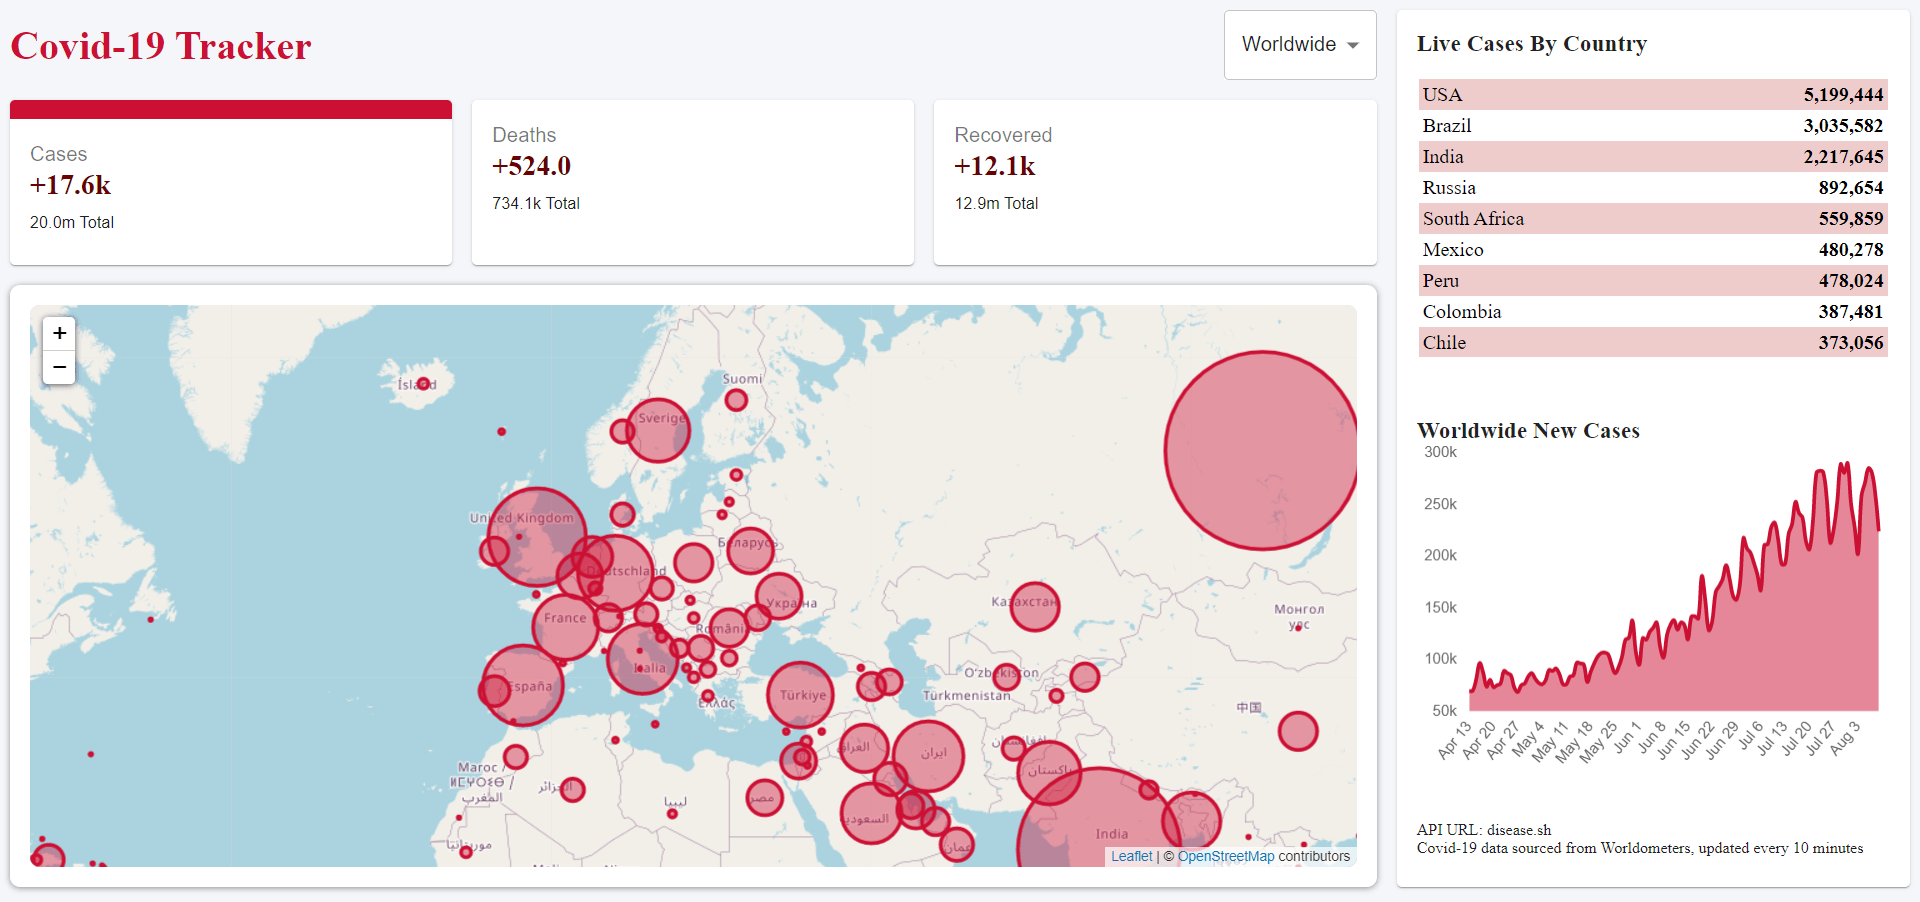 Covid-19 Tracker
Worldwide
Cases
+17.6k
20.0m Total
Deaths
+524.0
734.1k Total
Recovered
+12.1k
12.9m Total
+
−
Ísland
Suomi
Sverige
United Kingdom
Беларусь
Deutschland
Україна
France
România
Italia
España
Ελλάς
Türkiye
Казахстан
Монгол
улс
O'zbekiston
Türkmenistan
中国
افغانستان
ایران
العراق
پاکستان
Maroc /
ⵍⵎⵖⵔⵉⴱ /
المغرب
الجزائر
ليبيا
مصر
السعودية
عمان
موريتانيا
India
Leaflet | © OpenStreetMap contributors
Live Cases By Country
USA 5,199,444
Brazil 3,035,582
India 2,217,645
Russia 892,654
South Africa 559,859
Mexico 480,278
Peru 478,024
Colombia 387,481
Chile 373,056
Worldwide New Cases
300k
250k
200k
150k
100k
50k
Apr 13
Apr 20
Apr 27
May 4
May 11
May 18
May 25
Jun 1
Jun 8
Jun 15
Jun 22
Jun 29
Jul 6
Jul 13
Jul 20
Jul 27
Aug 3
API URL: disease.sh
Covid-19 data sourced from Worldometers, updated every 10 minutes